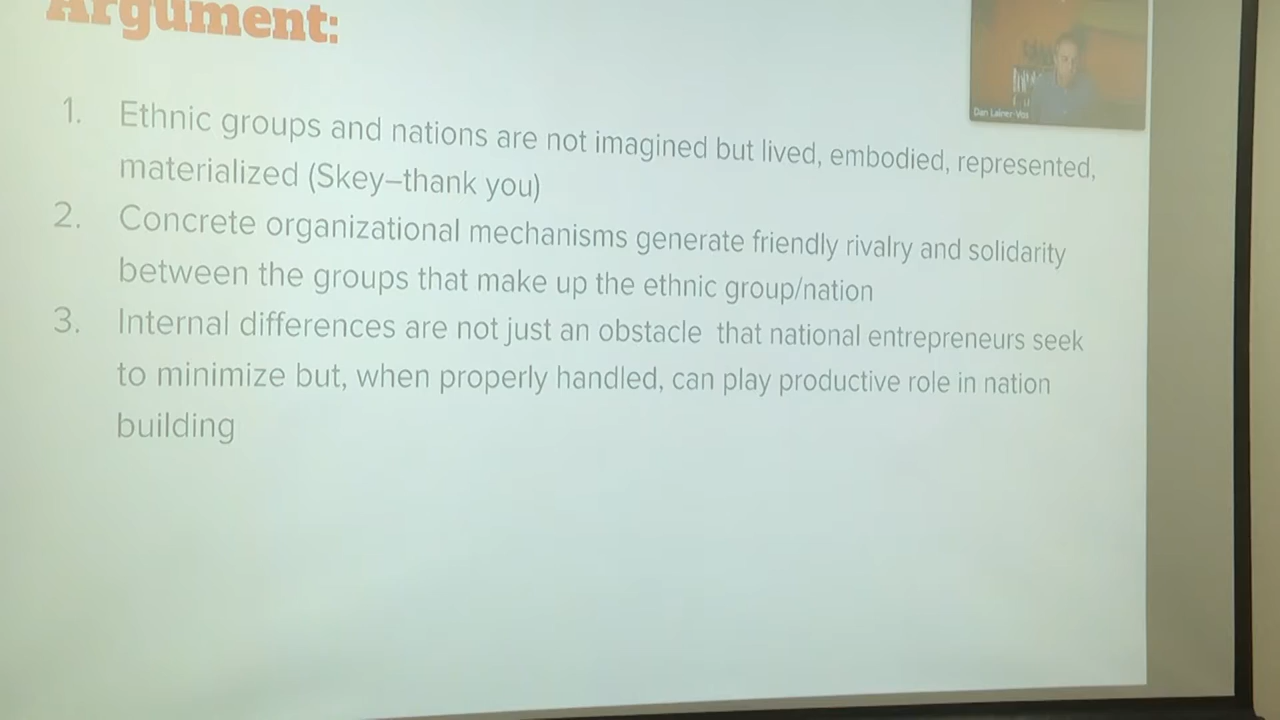 Argument:
1. Ethnic groups and nations are not imagined but lived, embodied, represented,
materialized (Skey–thank you)
2. Concrete organizational mechanisms generate friendly rivalry and solidarity
between the groups that make up the ethnic group/nation
3. Internal differences are not just an obstacle that national entrepreneurs seek
to minimize but, when properly handled, can play productive role in nation
building
Dan Lainer-Vos